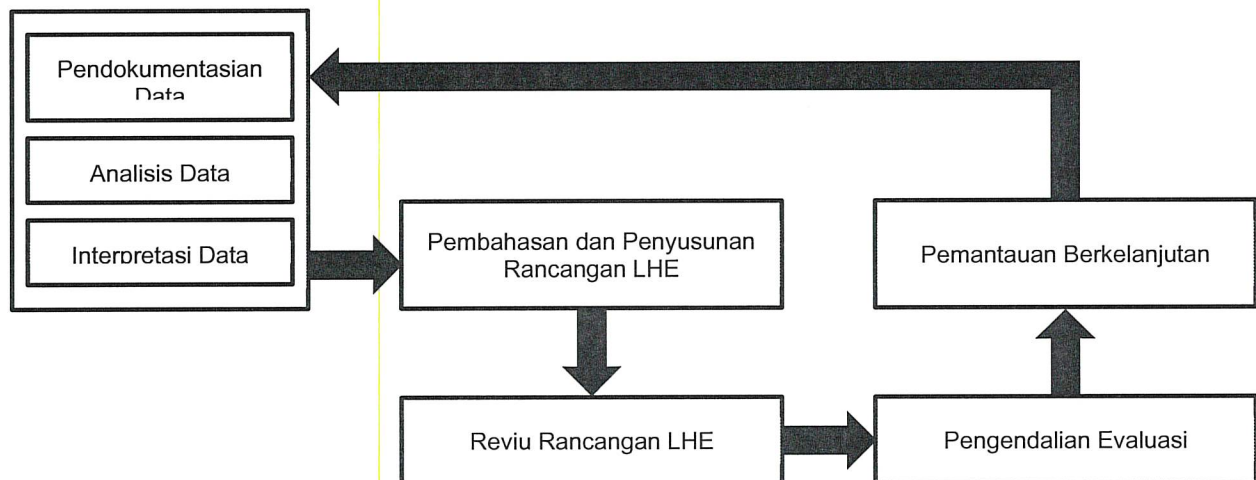 Pendokumentasian
Data
Analisis Data
Interpretasi Data
Pembahasan dan Penyusunan
Rancangan LHE
Pemantauan Berkelanjutan
Reviu Rancangan LHE
Pengendalian Evaluasi